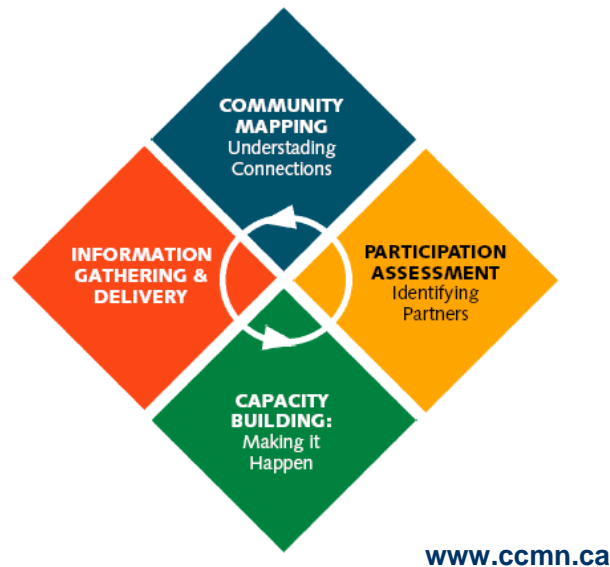 COMMUNITY
MAPPING
Understading
Connections
INFORMATION
GATHERING &
DELIVERY
PARTICIPATION
ASSESSMENT
Identifying
Partners
CAPACITY
BUILDING:
Making it
Happen
www.ccmn.ca